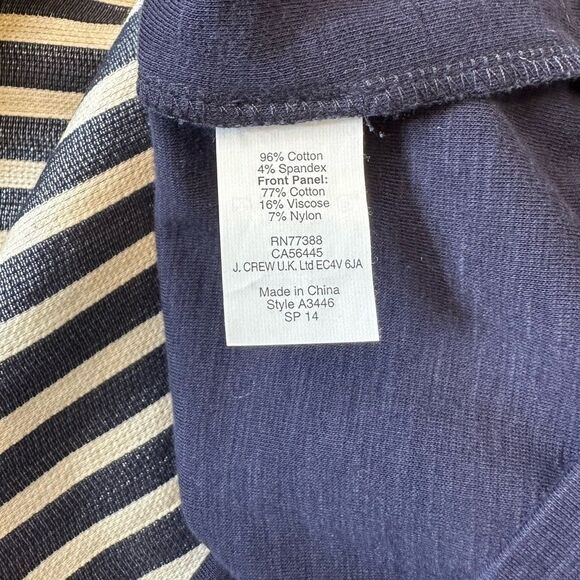 96% Cotton
4% Spandex
Front Panel:
77% Cotton
16% Viscose
7% Nylon
RN77388
CA56445
J. CREW U.K. Ltd EC4V 6JA
Made in China
Style A3446
SP 14